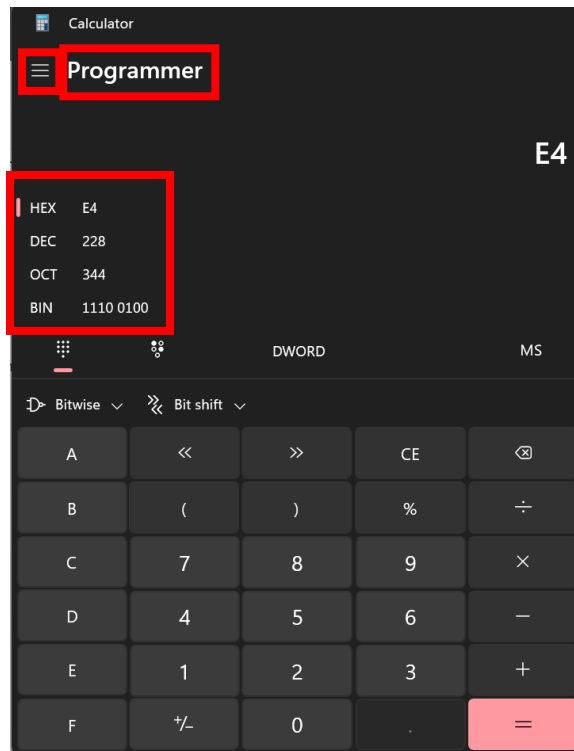 Calculator
Programmer
E4
HEX E4
DEC 228
OCT 344
BIN 1110 0100
DWORD MS
Bitwise Bit shift
A << >> CE
B ( ) % ÷
C 7 8 9 ×
D 4 5 6 −
E 1 2 3 +
F +/− 0 . =